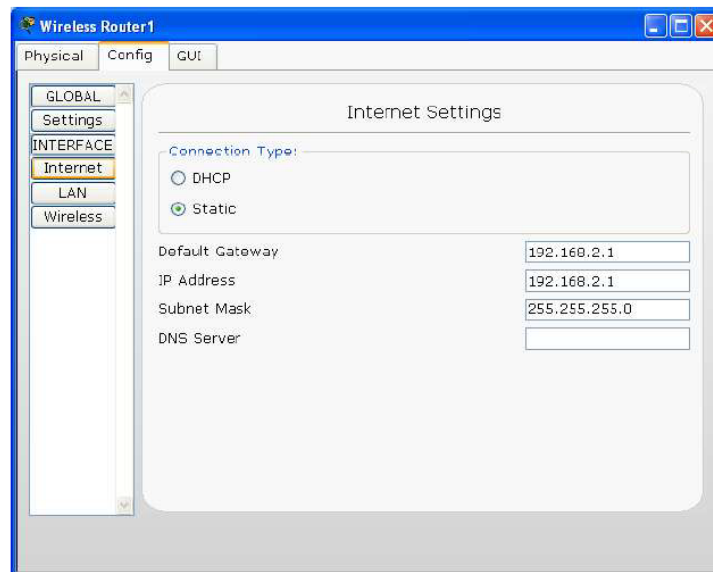 Wireless Router1
Physical Config GUI
GLOBAL
Settings
INTERFACE
Internet
LAN
Wireless
Internet Settings
Connection Type:
DHCP
Static
Default Gateway 192.168.2.1
IP Address 192.168.2.1
Subnet Mask 255.255.255.0
DNS Server